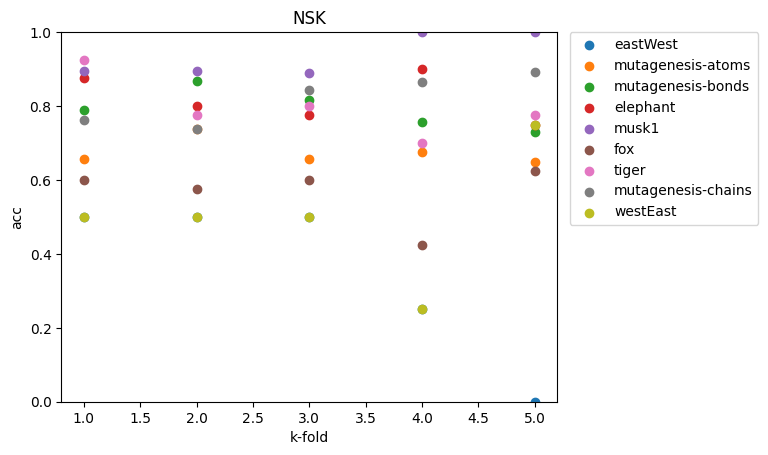 NSK
1.0
0.8
0.6
0.4
0.2
0.0
acc
1.0 1.5 2.0 2.5 3.0 3.5 4.0 4.5 5.0
k-fold
eastWest
mutagenesis-atoms
mutagenesis-bonds
elephant
musk1
fox
tiger
mutagenesis-chains
westEast